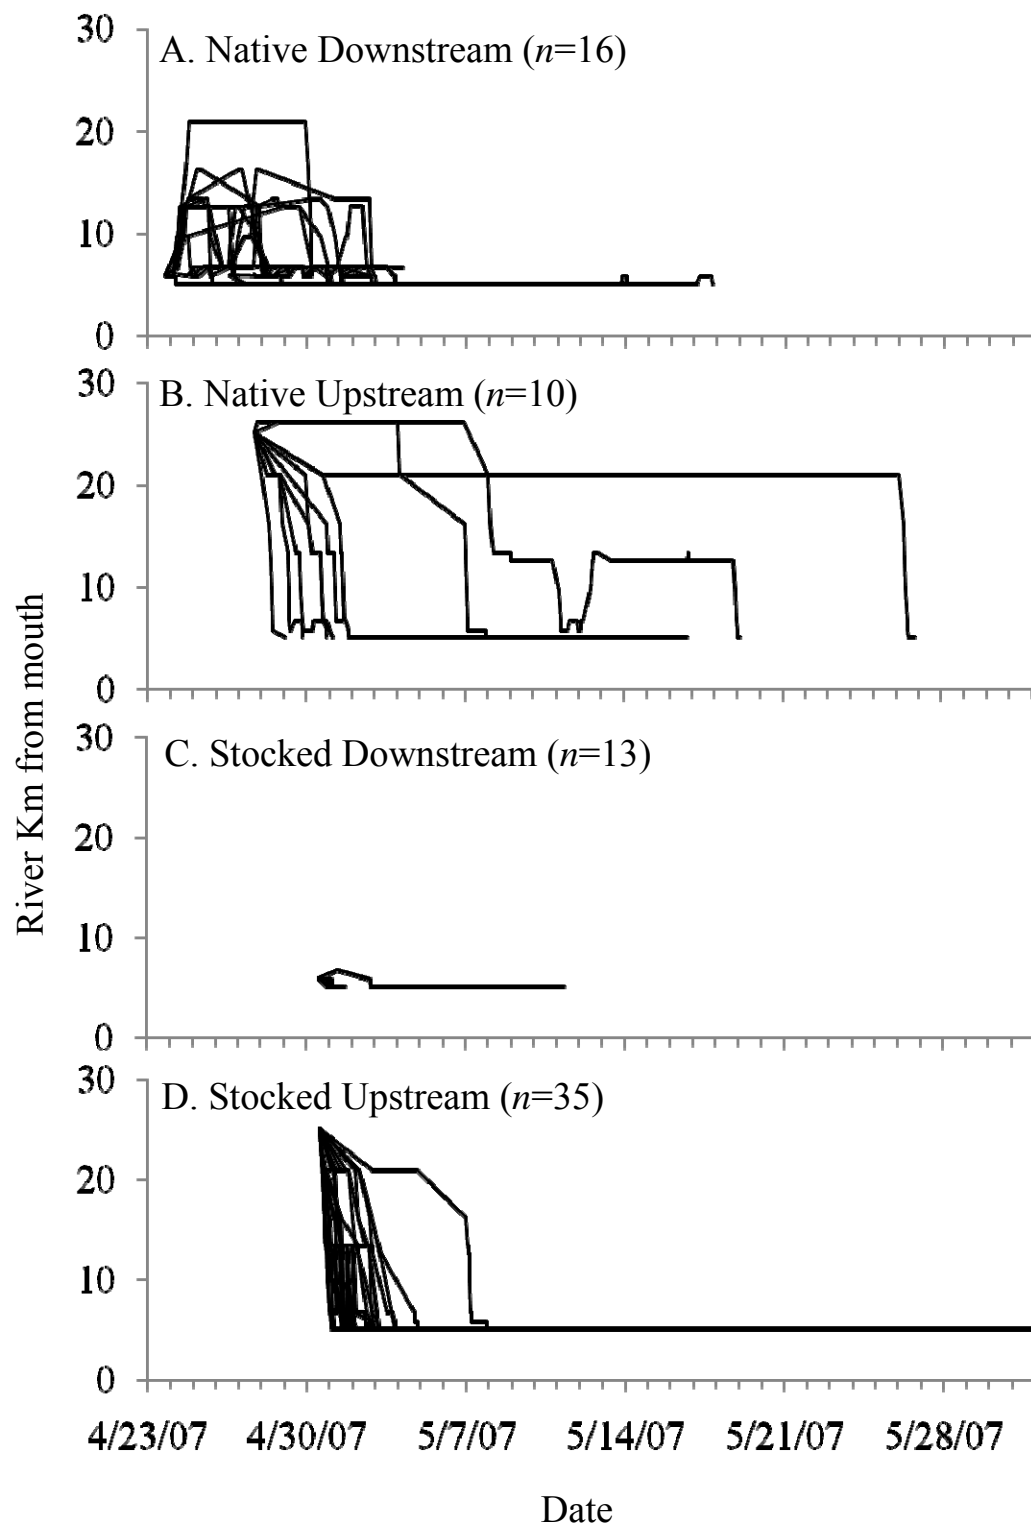 A. Native Downstream (n=16)
30
20
10
0
B. Native Upstream (n=10)
30
20
10
0
C. Stocked Downstream (n=13)
30
20
10
0
D. Stocked Upstream (n=35)
30
20
10
0
River Km from mouth
4/23/07 4/30/07 5/7/07 5/14/07 5/21/07 5/28/07
Date